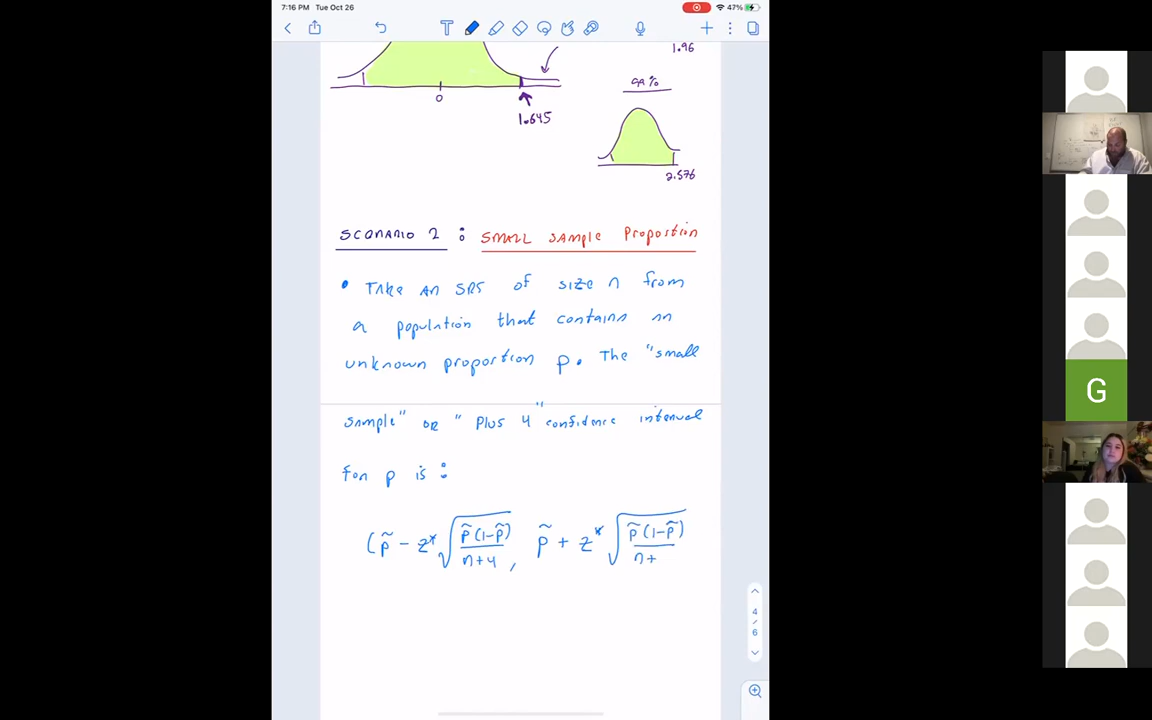 7:16 PM Tue Oct 26
47%
1.96
0
1.645
99%
2.576
SCENARIO 2 : SMALL SAMPLE Proportion
• TAKE AN SRS of size n from
a population that contains an
unknown proportion p. The "small
sample" OR "Plus 4" confidence interval
for p is :
(p̃ − z* √(p̃(1−p̃)/n+4) , p̃ + z* √(p̃(1−p̃)/n+
4
/
6
G